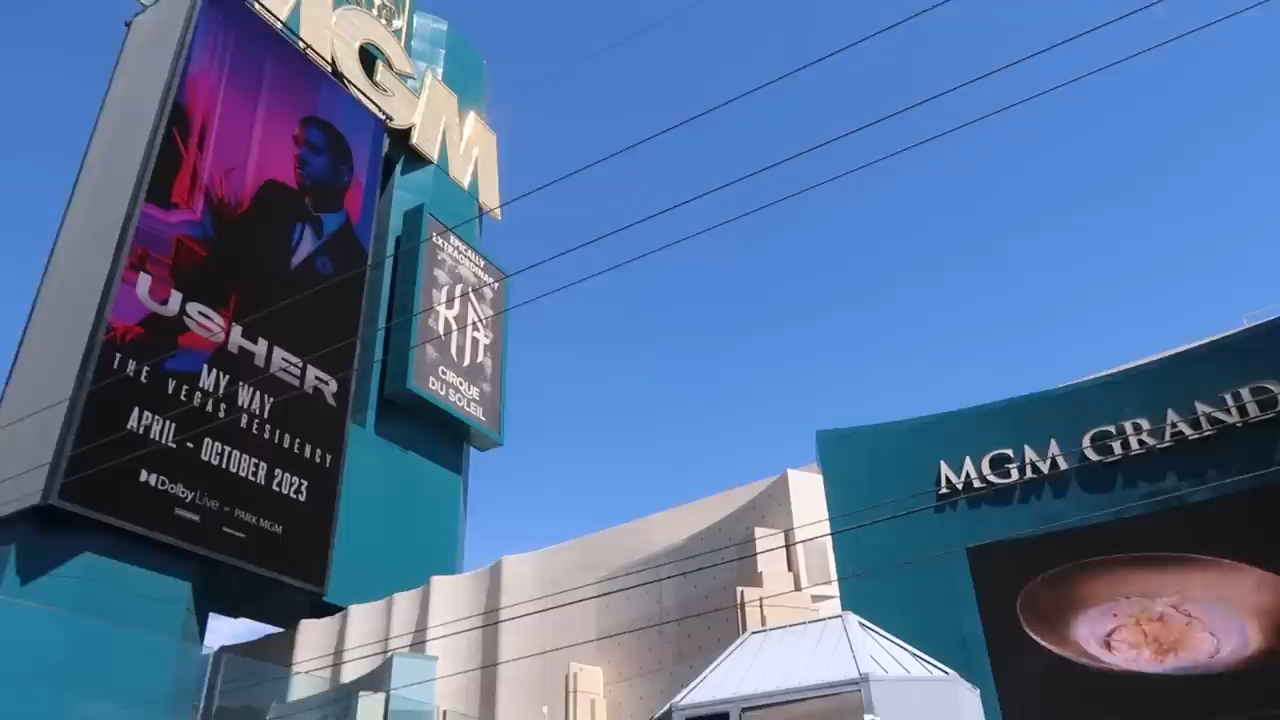 MGM
USHER
MY WAY
THE VEGAS RESIDENCY
APRIL - OCTOBER 2023
Dolby Live AT PARK MGM
EPICALLY
EXTRAORDINARY
KÀ
CIRQUE
DU SOLEIL
MGM GRAND